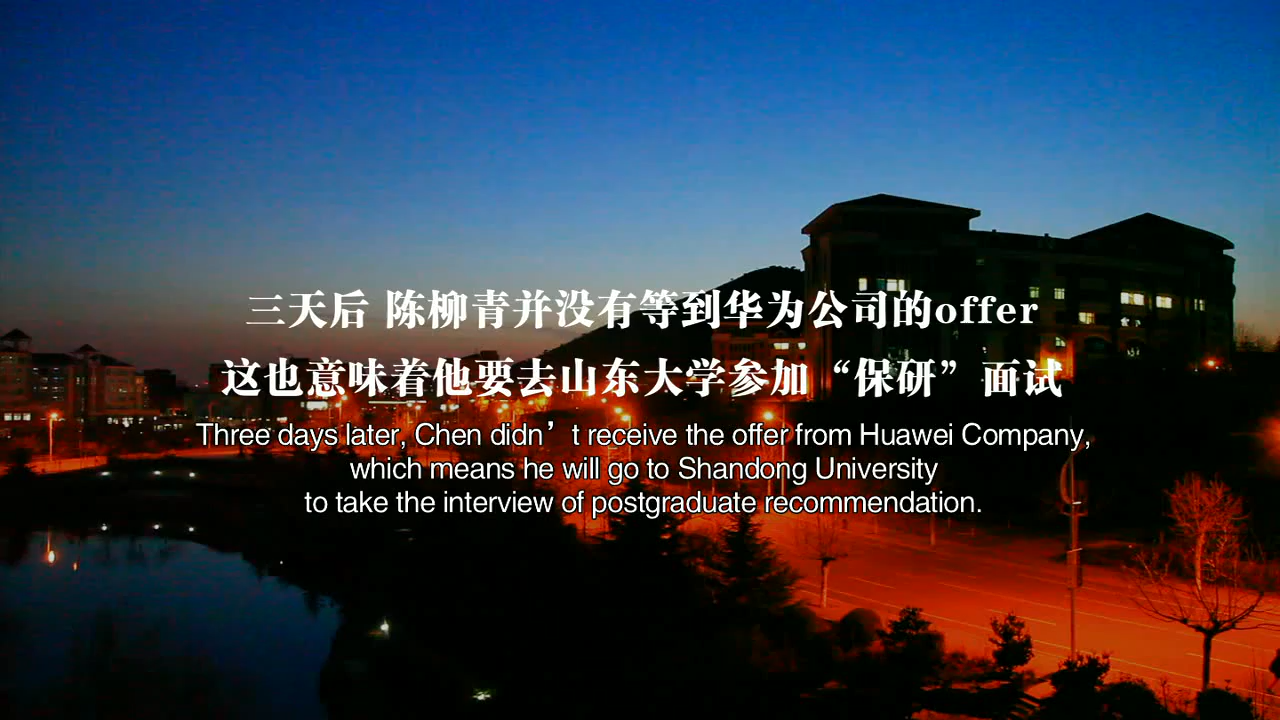 三天后 陈柳青并没有等到华为公司的offer
这也意味着他要去山东大学参加“保研”面试
Three days later, Chen didn’t receive the offer from Huawei Company,
which means he will go to Shandong University
to take the interview of postgraduate recommendation.